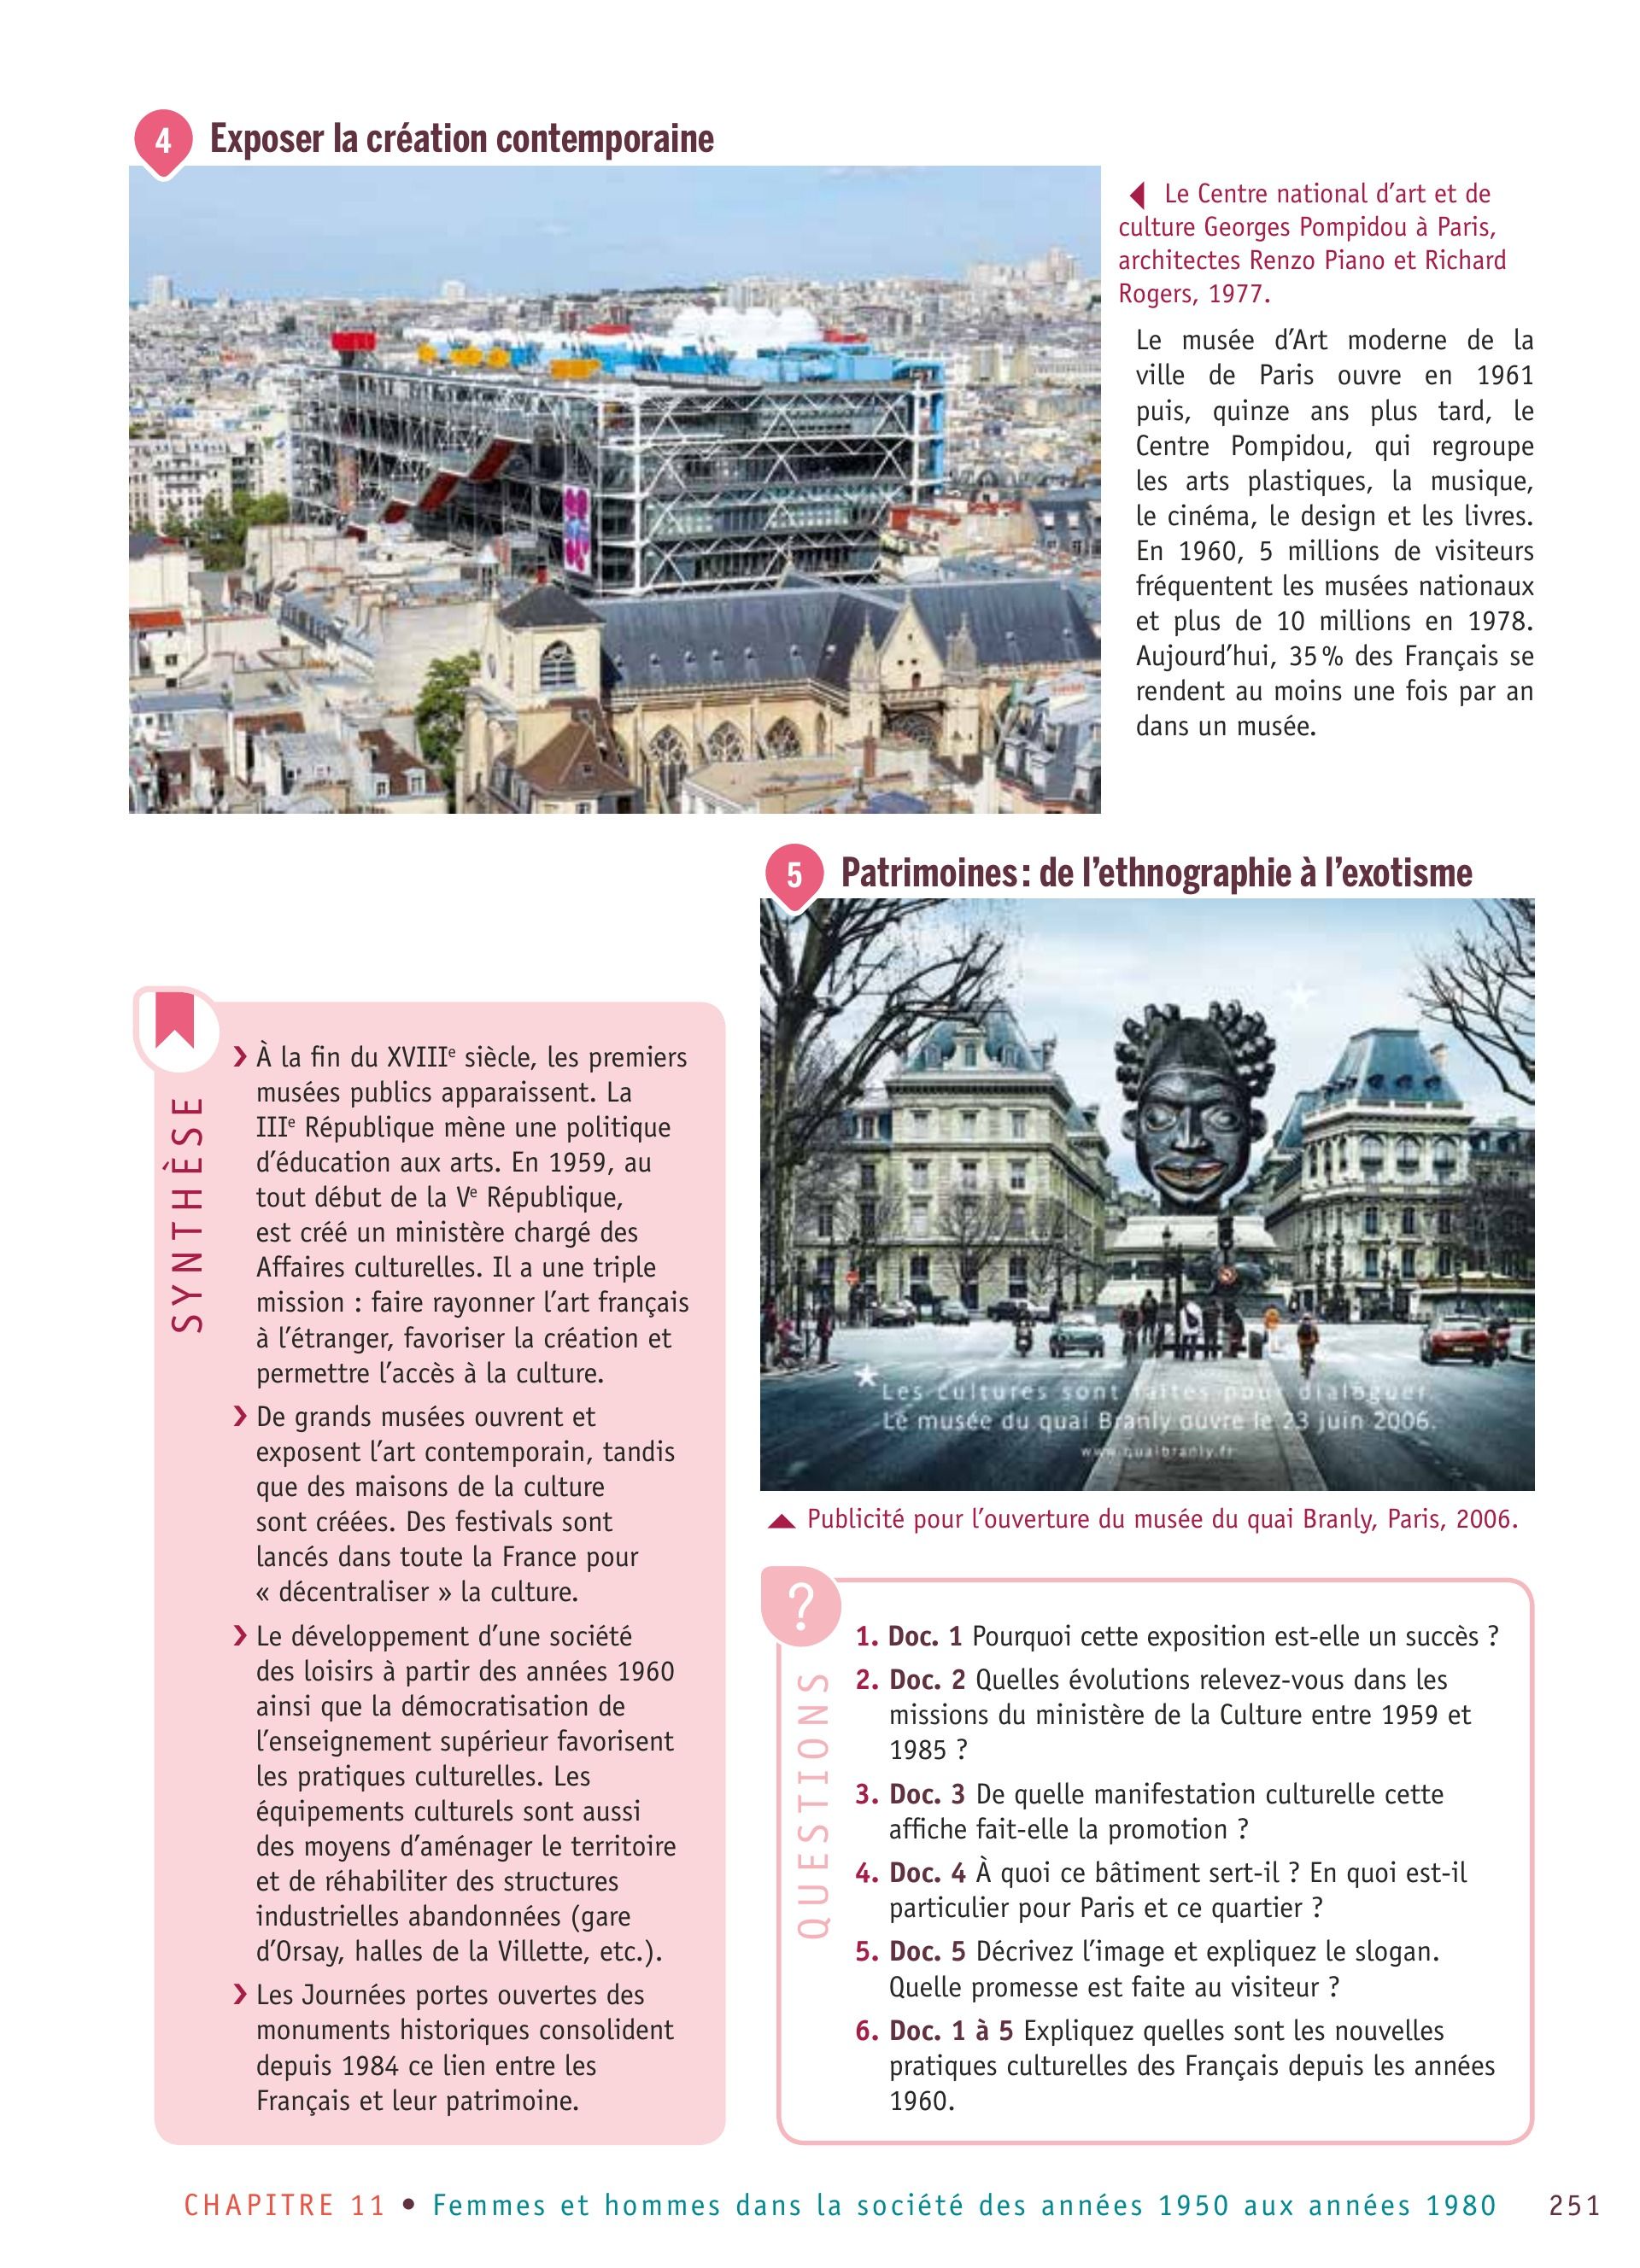 4
Exposer la création contemporaine
Le Centre national d'art et de
culture Georges Pompidou à Paris,
architectes Renzo Piano et Richard
Rogers, 1977.
Le musée d'Art moderne de la
ville de Paris ouvre en 1961
puis, quinze ans plus tard, le
Centre Pompidou, qui regroupe
les arts plastiques, la musique,
le cinéma, le design et les livres.
En 1960, 5 millions de visiteurs
fréquentent les musées nationaux
et plus de 10 millions en 1978.
Aujourd'hui, 35 % des Français se
rendent au moins une fois par an
dans un musée.
5
Patrimoines : de l'ethnographie à l'exotisme
Les cultures sont faites pour dialoguer.
Le musée du quai Branly ouvre le 23 juin 2006.
www.quaibranly.fr
Publicité pour l'ouverture du musée du quai Branly, Paris, 2006.
SYNTHÈSE
› À la fin du XVIIIe siècle, les premiers
musées publics apparaissent. La
IIIe République mène une politique
d'éducation aux arts. En 1959, au
tout début de la Ve République,
est créé un ministère chargé des
Affaires culturelles. Il a une triple
mission : faire rayonner l'art français
à l'étranger, favoriser la création et
permettre l'accès à la culture.
› De grands musées ouvrent et
exposent l'art contemporain, tandis
que des maisons de la culture
sont créées. Des festivals sont
lancés dans toute la France pour
« décentraliser » la culture.
› Le développement d'une société
des loisirs à partir des années 1960
ainsi que la démocratisation de
l'enseignement supérieur favorisent
les pratiques culturelles. Les
équipements culturels sont aussi
des moyens d'aménager le territoire
et de réhabiliter des structures
industrielles abandonnées (gare
d'Orsay, halles de la Villette, etc.).
› Les Journées portes ouvertes des
monuments historiques consolident
depuis 1984 ce lien entre les
Français et leur patrimoine.
?
QUESTIONS
1. Doc. 1 Pourquoi cette exposition est-elle un succès ?
2. Doc. 2 Quelles évolutions relevez-vous dans les
missions du ministère de la Culture entre 1959 et
1985 ?
3. Doc. 3 De quelle manifestation culturelle cette
affiche fait-elle la promotion ?
4. Doc. 4 À quoi ce bâtiment sert-il ? En quoi est-il
particulier pour Paris et ce quartier ?
5. Doc. 5 Décrivez l'image et expliquez le slogan.
Quelle promesse est faite au visiteur ?
6. Doc. 1 à 5 Expliquez quelles sont les nouvelles
pratiques culturelles des Français depuis les années
1960.
CHAPITRE 11 • Femmes et hommes dans la société des années 1950 aux années 1980 251